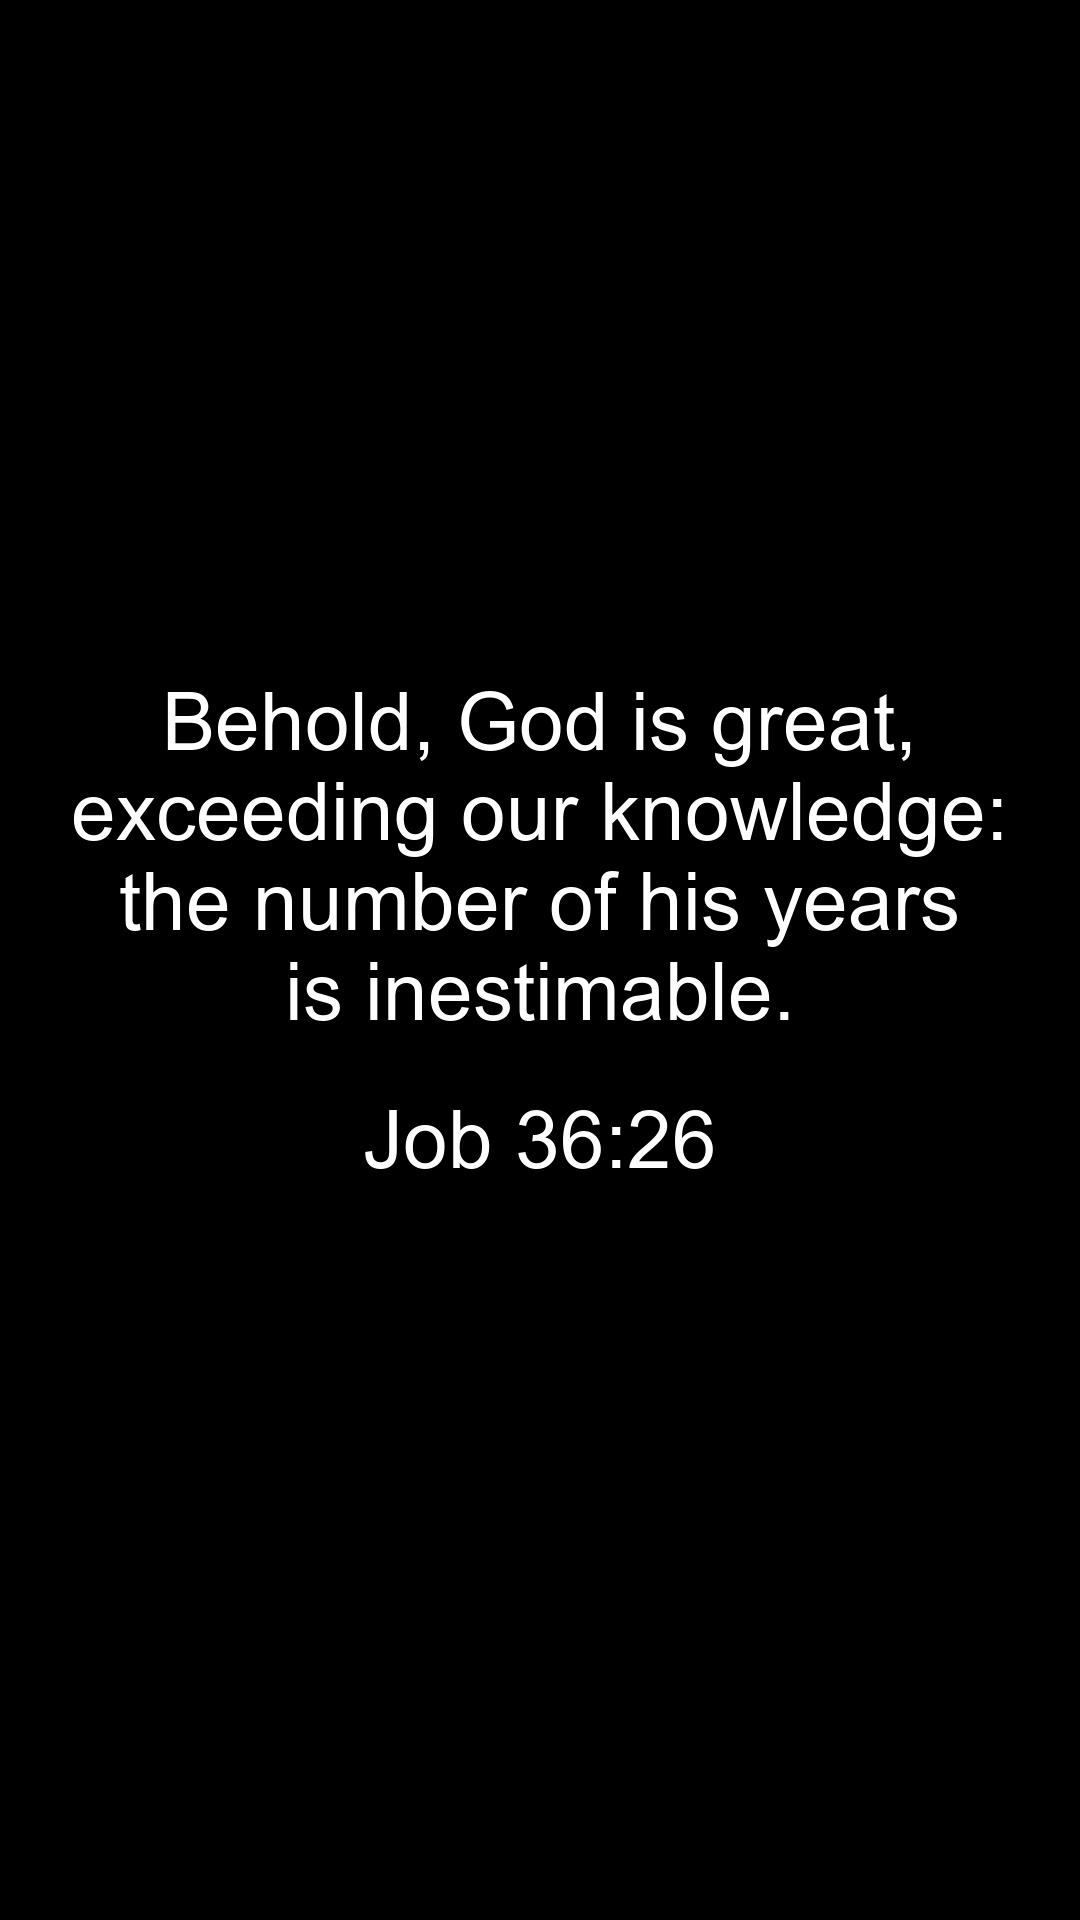 Behold, God is great,
exceeding our knowledge:
the number of his years
is inestimable.
Job 36:26